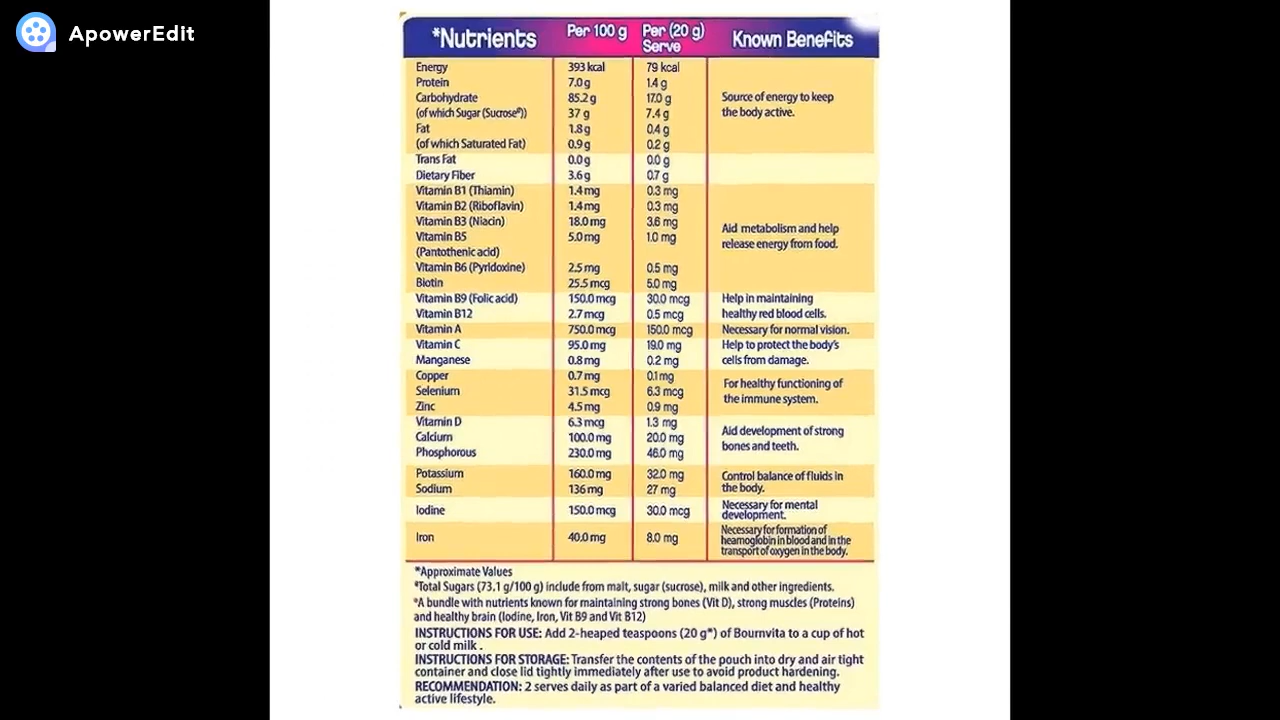 ApowerEdit
*Nutrients Per 100 g Per (20 g) Serve Known Benefits
Energy 393 kcal 79 kcal
Protein 7.0 g 1.4 g
Carbohydrate 85.2 g 17.0 g Source of energy to keep
(of which Sugar (Sucrose#)) 37 g 7.4 g the body active.
Fat 1.8 g 0.4 g
(of which Saturated Fat) 0.9 g 0.2 g
Trans Fat 0.0 g 0.0 g
Dietary Fiber 3.6 g 0.7 g
Vitamin B1 (Thiamin) 1.4 mg 0.3 mg
Vitamin B2 (Riboflavin) 1.4 mg 0.3 mg
Vitamin B3 (Niacin) 18.0 mg 3.6 mg Aid metabolism and help
Vitamin B5 5.0 mg 1.0 mg release energy from food.
(Pantothenic acid)
Vitamin B6 (Pyridoxine) 2.5 mg 0.5 mg
Biotin 25.5 mcg 5.0 mg
Vitamin B9 (Folic acid) 150.0 mcg 30.0 mcg Help in maintaining
Vitamin B12 2.7 mcg 0.5 mcg healthy red blood cells.
Vitamin A 750.0 mcg 150.0 mcg Necessary for normal vision.
Vitamin C 95.0 mg 19.0 mg Help to protect the body's
Manganese 0.8 mg 0.2 mg cells from damage.
Copper 0.7 mg 0.1 mg For healthy functioning of
Selenium 31.5 mcg 6.3 mcg the immune system.
Zinc 4.5 mg 0.9 mg
Vitamin D 6.3 mcg 1.3 mg Aid development of strong
Calcium 100.0 mg 20.0 mg bones and teeth.
Phosphorous 230.0 mg 46.0 mg
Potassium 160.0 mg 32.0 mg Control balance of fluids in
Sodium 136 mg 27 mg the body.
Iodine 150.0 mcg 30.0 mcg Necessary for mental
development.
Necessary for formation of
Iron 40.0 mg 8.0 mg heamoglobin in blood and in the
transport of oxygen in the body.
*Approximate Values
#Total Sugars (73.1 g/100 g) include from malt, sugar (sucrose), milk and other ingredients.
^A bundle with nutrients known for maintaining strong bones (Vit D), strong muscles (Proteins)
and healthy brain (Iodine, Iron, Vit B9 and Vit B12)
INSTRUCTIONS FOR USE: Add 2-heaped teaspoons (20 g*) of Bournvita to a cup of hot
or cold milk .
INSTRUCTIONS FOR STORAGE: Transfer the contents of the pouch into dry and air tight
container and close lid tightly immediately after use to avoid product hardening.
RECOMMENDATION: 2 serves daily as part of a varied balanced diet and healthy
active lifestyle.